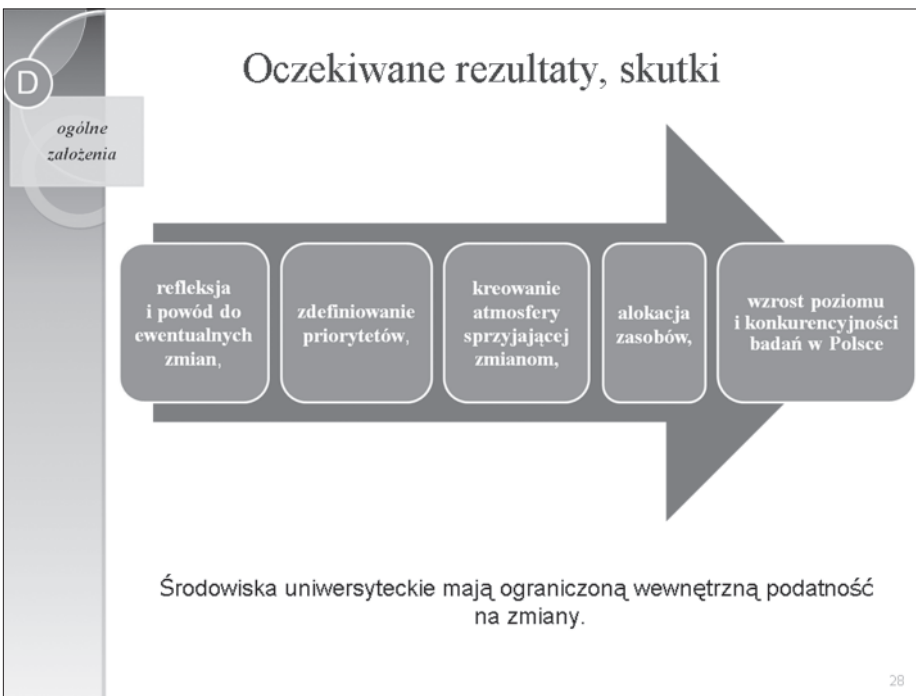 D
ogólne
założenia
Oczekiwane rezultaty, skutki
refleksja
i powód do
ewentualnych
zmian,
zdefiniowanie
priorytetów,
kreowanie
atmosfery
sprzyjającej
zmianom,
alokacja
zasobów,
wzrost poziomu
i konkurencyjności
badań w Polsce
Środowiska uniwersyteckie mają ograniczoną wewnętrzną podatność
na zmiany.
28